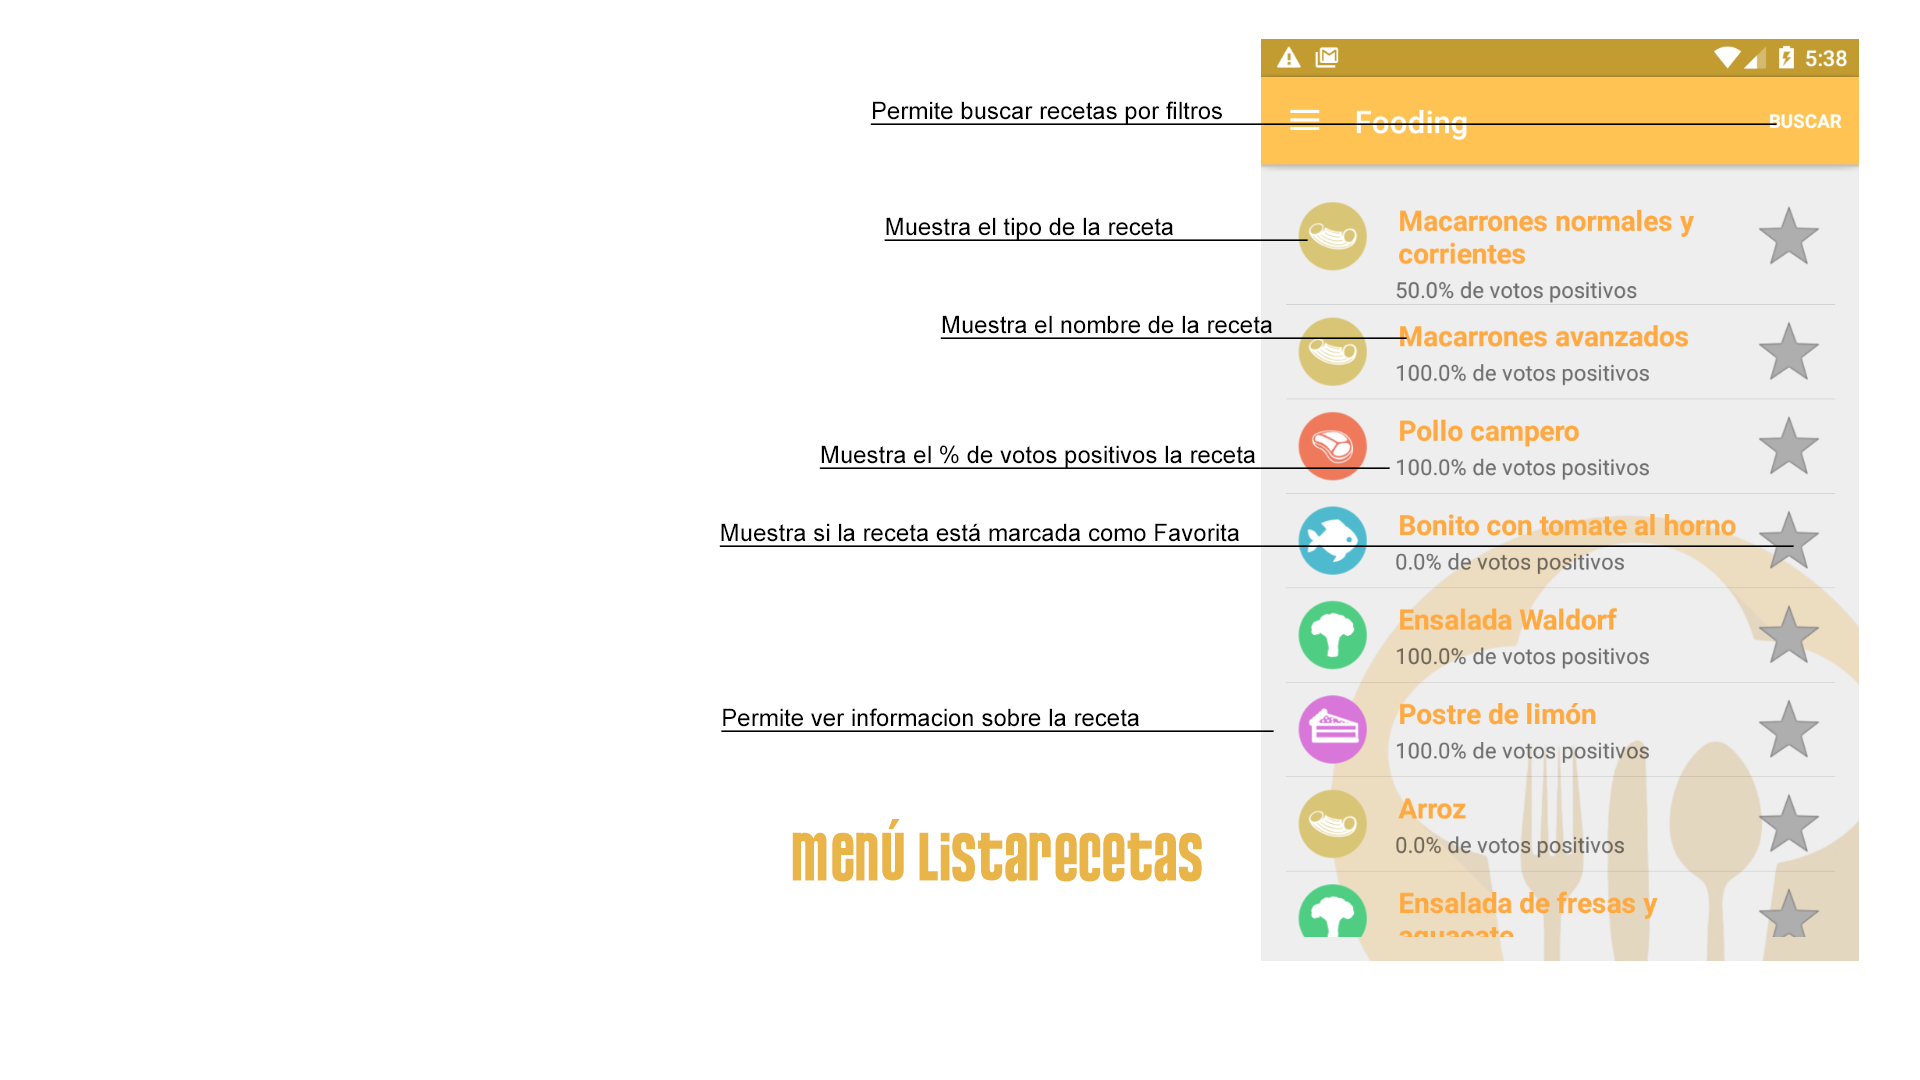 5:38
Permite buscar recetas por filtros
Fooding
BUSCAR
Muestra el tipo de la receta
Macarrones normales y
corrientes
50.0% de votos positivos
Muestra el nombre de la receta
Macarrones avanzados
100.0% de votos positivos
Pollo campero
Muestra el % de votos positivos la receta
100.0% de votos positivos
Muestra si la receta está marcada como Favorita
Bonito con tomate al horno
0.0% de votos positivos
Ensalada Waldorf
100.0% de votos positivos
Permite ver informacion sobre la receta
Postre de limón
100.0% de votos positivos
Arroz
0.0% de votos positivos
menú Listarecetas
Ensalada de fresas y
aguacate